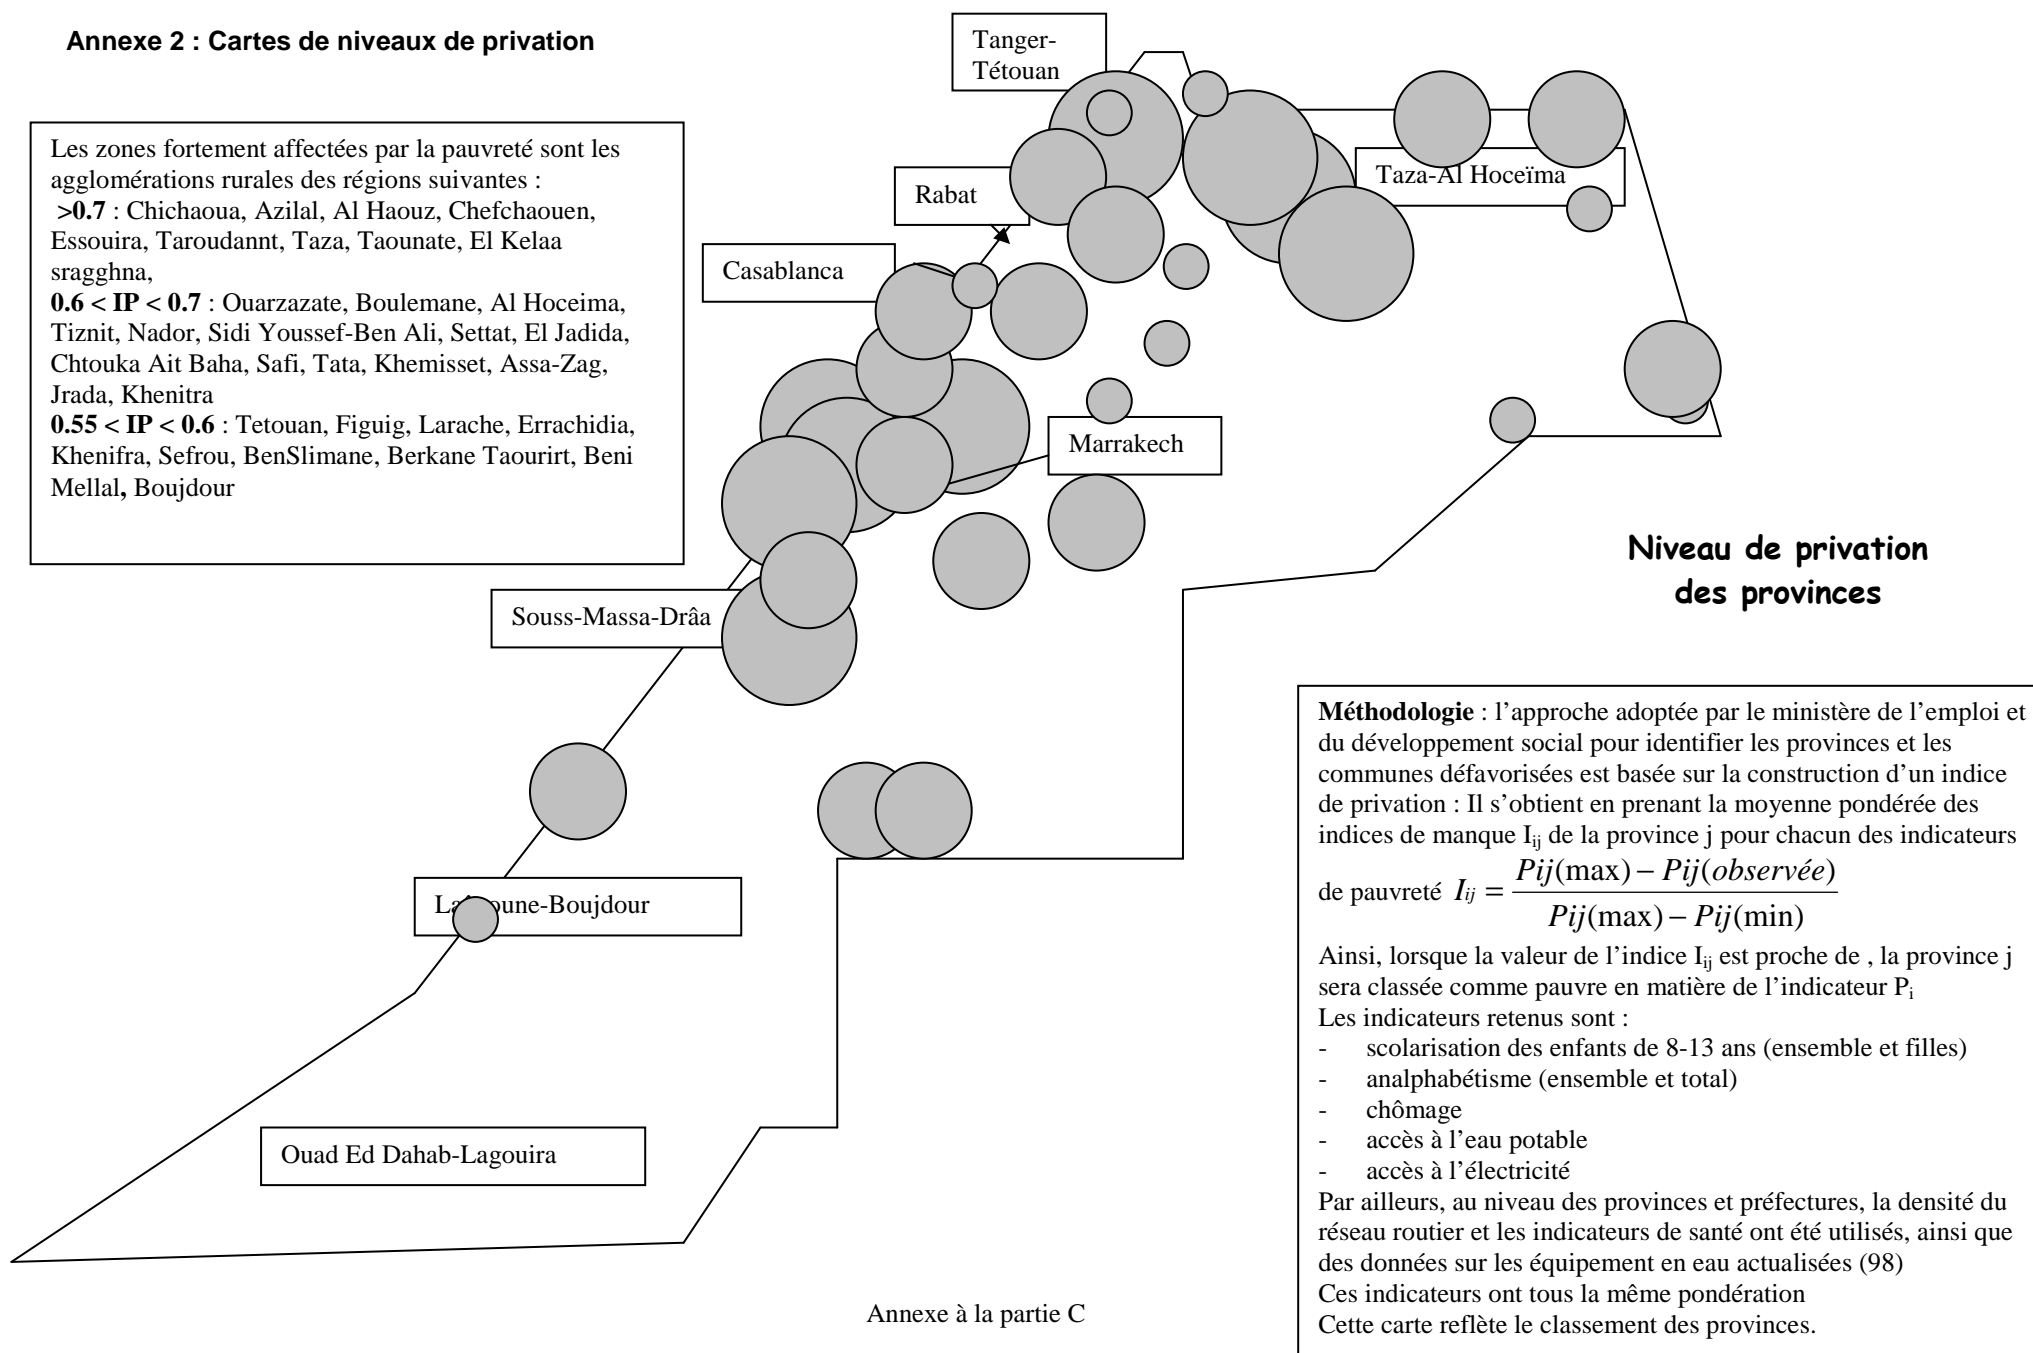 Annexe 2 : Cartes de niveaux de privation
Les zones fortement affectées par la pauvreté sont les
agglomérations rurales des régions suivantes :
>0.7 : Chichaoua, Azilal, Al Haouz, Chefchaouen,
Essouira, Taroudannt, Taza, Taounate, El Kelaa
sragghna,
0.6 < IP < 0.7 : Ouarzazate, Boulemane, Al Hoceima,
Tiznit, Nador, Sidi Youssef-Ben Ali, Settat, El Jadida,
Chtouka Ait Baha, Safi, Tata, Khemisset, Assa-Zag,
Jrada, Khenitra
0.55 < IP < 0.6 : Tetouan, Figuig, Larache, Errachidia,
Khenifra, Sefrou, BenSlimane, Berkane Taourirt, Beni
Mellal, Boujdour
Tanger-
Tétouan
Rabat
Taza-Al Hoceïma
Casablanca
Marrakech
Souss-Massa-Drâa
-Boujdour
Ouad Ed Dahab-Lagouira
Niveau de privation
des provinces
Méthodologie : l'approche adoptée par le ministère de l'emploi et
du développement social pour identifier les provinces et les
communes défavorisées est basée sur la construction d'un indice
de privation : Il s'obtient en prenant la moyenne pondérée des
indices de manque Iij de la province j pour chacun des indicateurs
de pauvreté Iij = (Pij(max) – Pij(observée)) / (Pij(max) – Pij(min))
Ainsi, lorsque la valeur de l'indice Iij est proche de , la province j
sera classée comme pauvre en matière de l'indicateur Pi
Les indicateurs retenus sont :
- scolarisation des enfants de 8-13 ans (ensemble et filles)
- analphabétisme (ensemble et total)
- chômage
- accès à l'eau potable
- accès à l'électricité
Par ailleurs, au niveau des provinces et préfectures, la densité du
réseau routier et les indicateurs de santé ont été utilisés, ainsi que
des données sur les équipement en eau actualisées (98)
Ces indicateurs ont tous la même pondération
Cette carte reflète le classement des provinces.
Annexe à la partie C